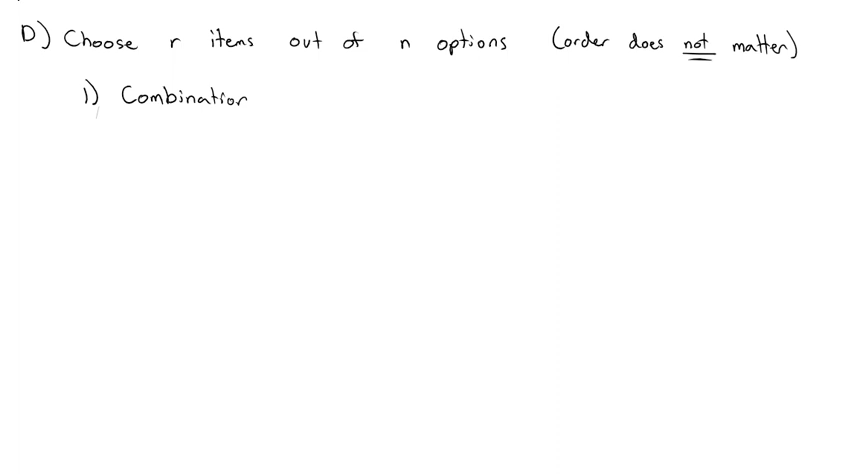 D) Choose r items out of n options (order does not matter)
1) Combination